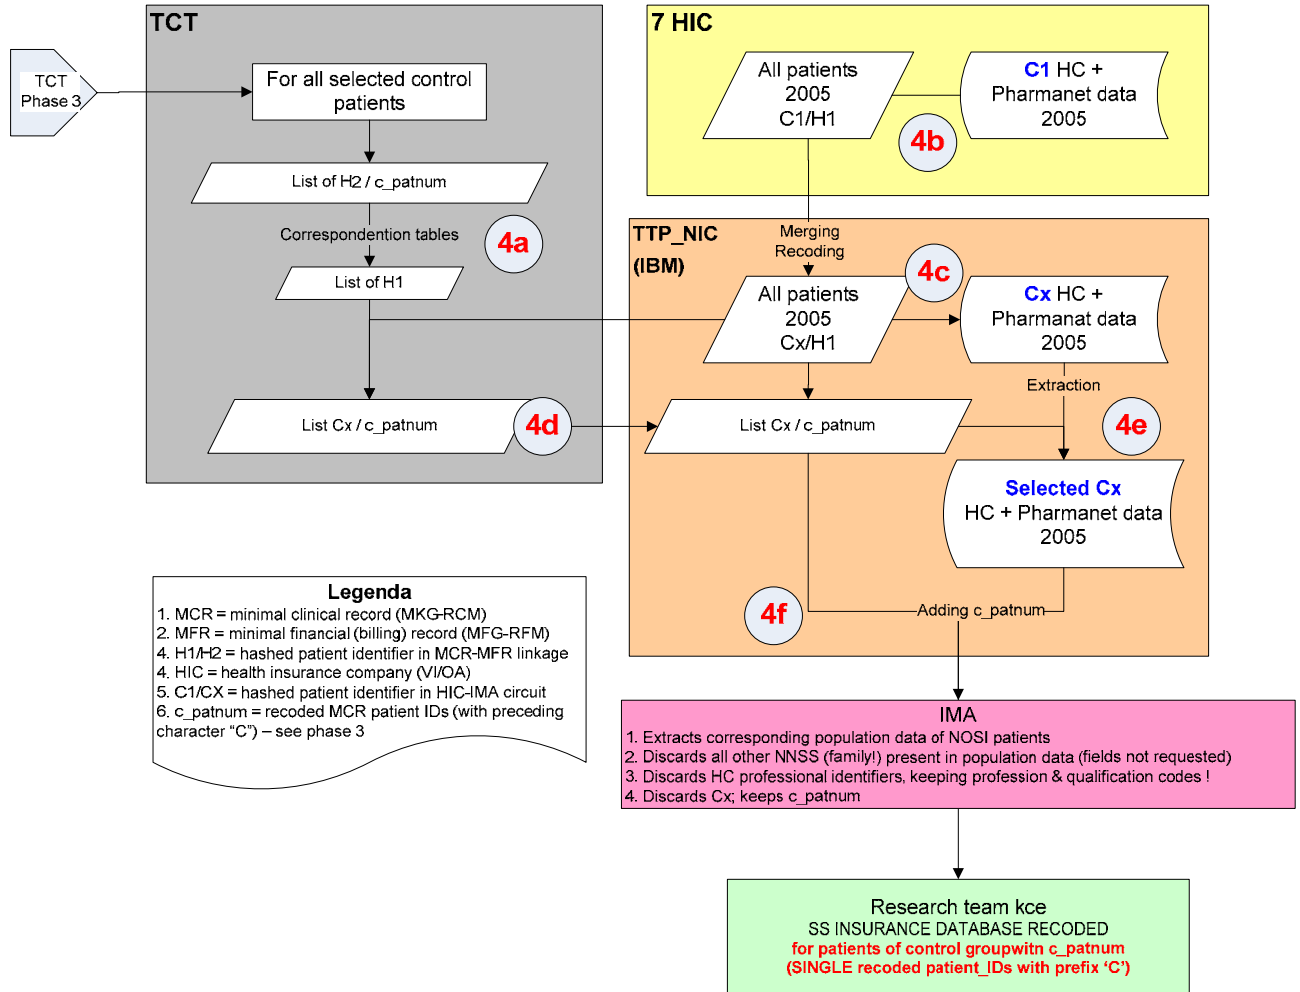 TCT
Phase 3
TCT
For all selected control
patients
List of H2 / c_patnum
Correspondention tables
4a
List of H1
List Cx / c_patnum
4d
7 HIC
All patients
2005
C1/H1
C1 HC +
Pharmanet data
2005
4b
TTP_NIC
(IBM)
Merging
Recoding
4c
All patients
2005
Cx/H1
Cx HC +
Pharmanat data
2005
Extraction
List Cx / c_patnum
4e
Selected Cx
HC + Pharmanet data
2005
4f
Adding c_patnum
Legenda
1. MCR = minimal clinical record (MKG-RCM)
2. MFR = minimal financial (billing) record (MFG-RFM)
4. H1/H2 = hashed patient identifier in MCR-MFR linkage
4. HIC = health insurance company (VI/OA)
5. C1/CX = hashed patient identifier in HIC-IMA circuit
6. c_patnum = recoded MCR patient IDs (with preceding
character “C”) – see phase 3
IMA
1. Extracts corresponding population data of NOSI patients
2. Discards all other NNSS (family!) present in population data (fields not requested)
3. Discards HC professional identifiers, keeping profession & qualification codes !
4. Discards Cx; keeps c_patnum
Research team kce
SS INSURANCE DATABASE RECODED
for patients of control groupwitn c_patnum
(SINGLE recoded patient_IDs with prefix ‘C’)